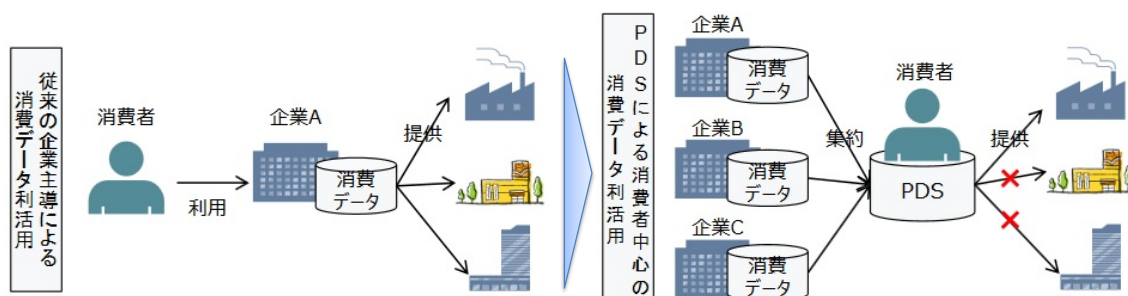 従来の企業主導による
消費データ利活用
消費者
利用
企業A
消費
データ
提供
PDSによる消費者中心の
消費データ利活用
企業A
消費
データ
企業B
消費
データ
企業C
消費
データ
集約
消費者
PDS
提供